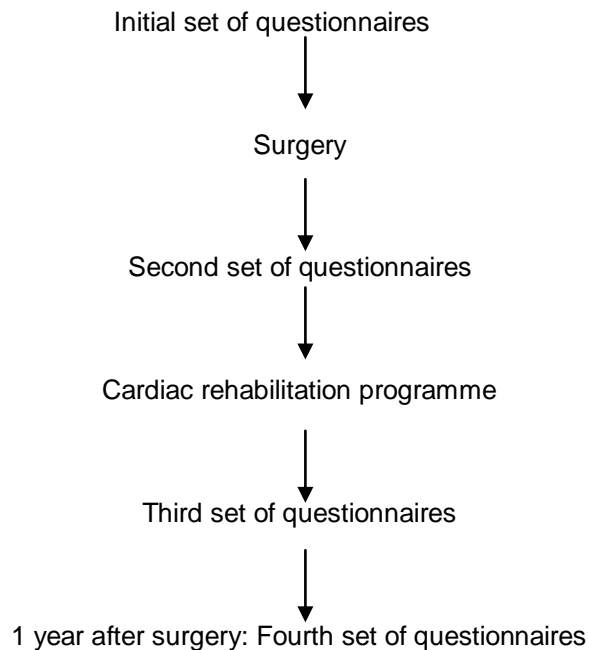 Initial set of questionnaires
Surgery
Second set of questionnaires
Cardiac rehabilitation programme
Third set of questionnaires
1 year after surgery: Fourth set of questionnaires